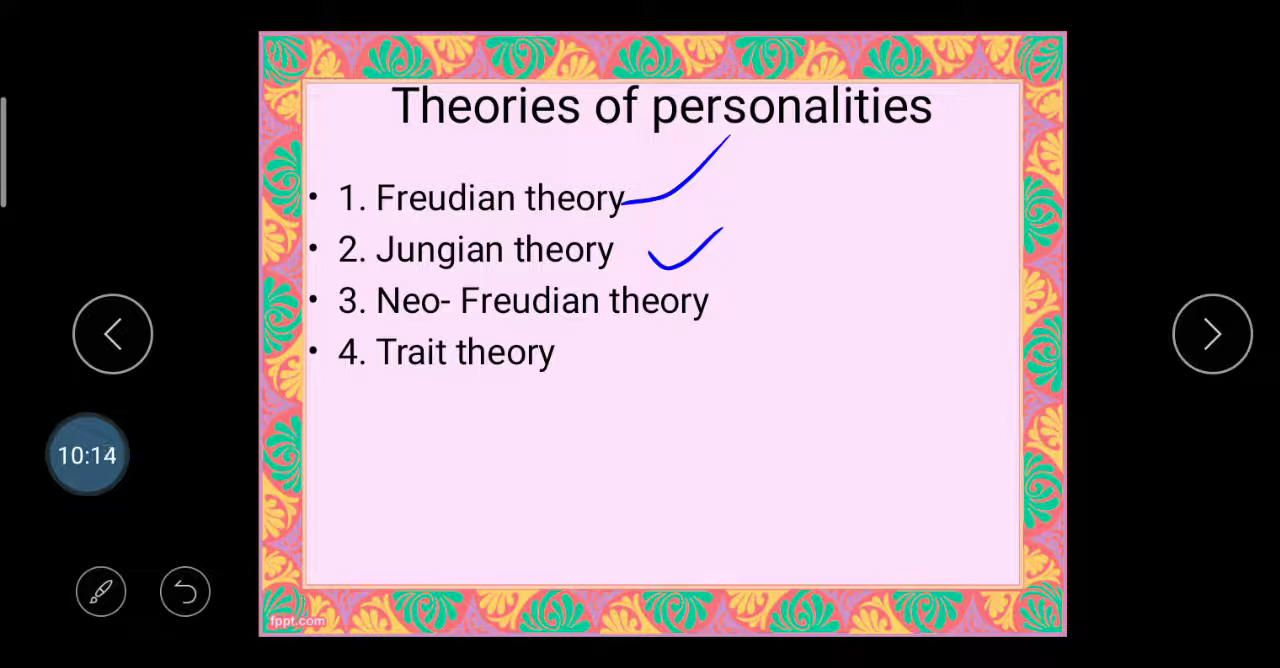 Theories of personalities
• 1. Freudian theory
• 2. Jungian theory
• 3. Neo- Freudian theory
• 4. Trait theory
10:14
fppt.com